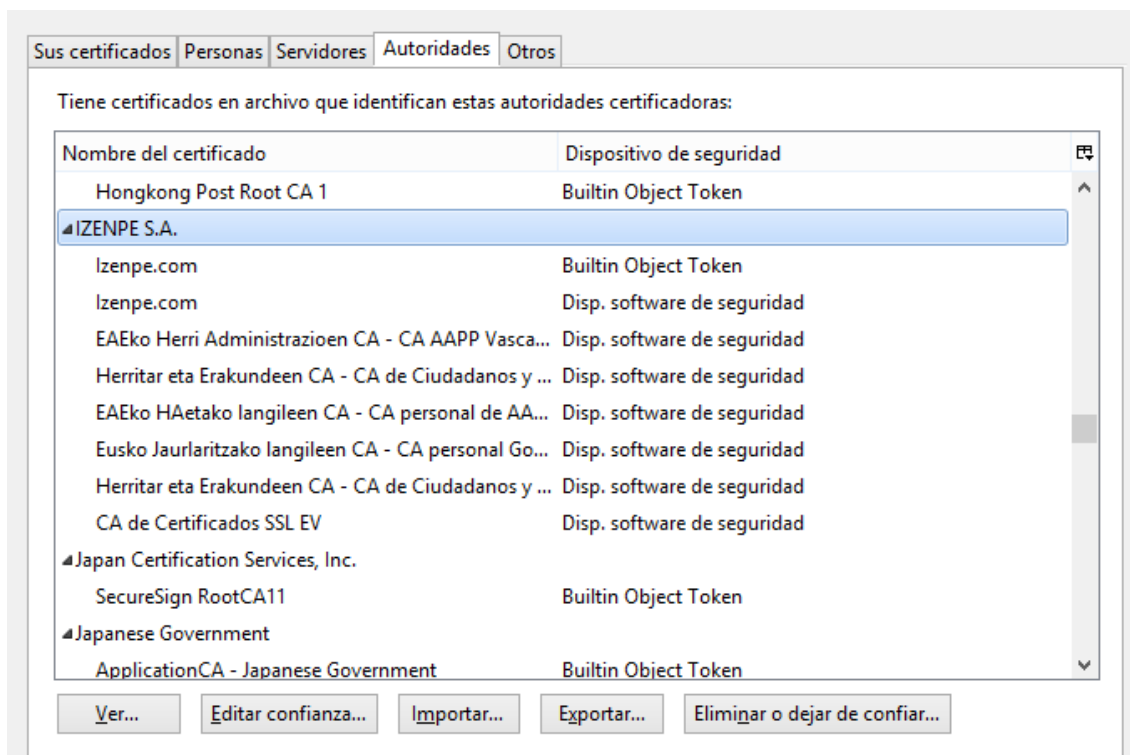 Sus certificados Personas Servidores Autoridades Otros
Tiene certificados en archivo que identifican estas autoridades certificadoras:
Nombre del certificado Dispositivo de seguridad
Hongkong Post Root CA 1 Builtin Object Token
IZENPE S.A.
Izenpe.com Builtin Object Token
Izenpe.com Disp. software de seguridad
EAEko Herri Administrazioen CA - CA AAPP Vasca... Disp. software de seguridad
Herritar eta Erakundeen CA - CA de Ciudadanos y ... Disp. software de seguridad
EAEko HAetako langileen CA - CA personal de AA... Disp. software de seguridad
Eusko Jaurlaritzako langileen CA - CA personal Go... Disp. software de seguridad
Herritar eta Erakundeen CA - CA de Ciudadanos y ... Disp. software de seguridad
CA de Certificados SSL EV Disp. software de seguridad
Japan Certification Services, Inc.
SecureSign RootCA11 Builtin Object Token
Japanese Government
ApplicationCA - Japanese Government Builtin Object Token
Ver... Editar confianza... Importar... Exportar... Eliminar o dejar de confiar...